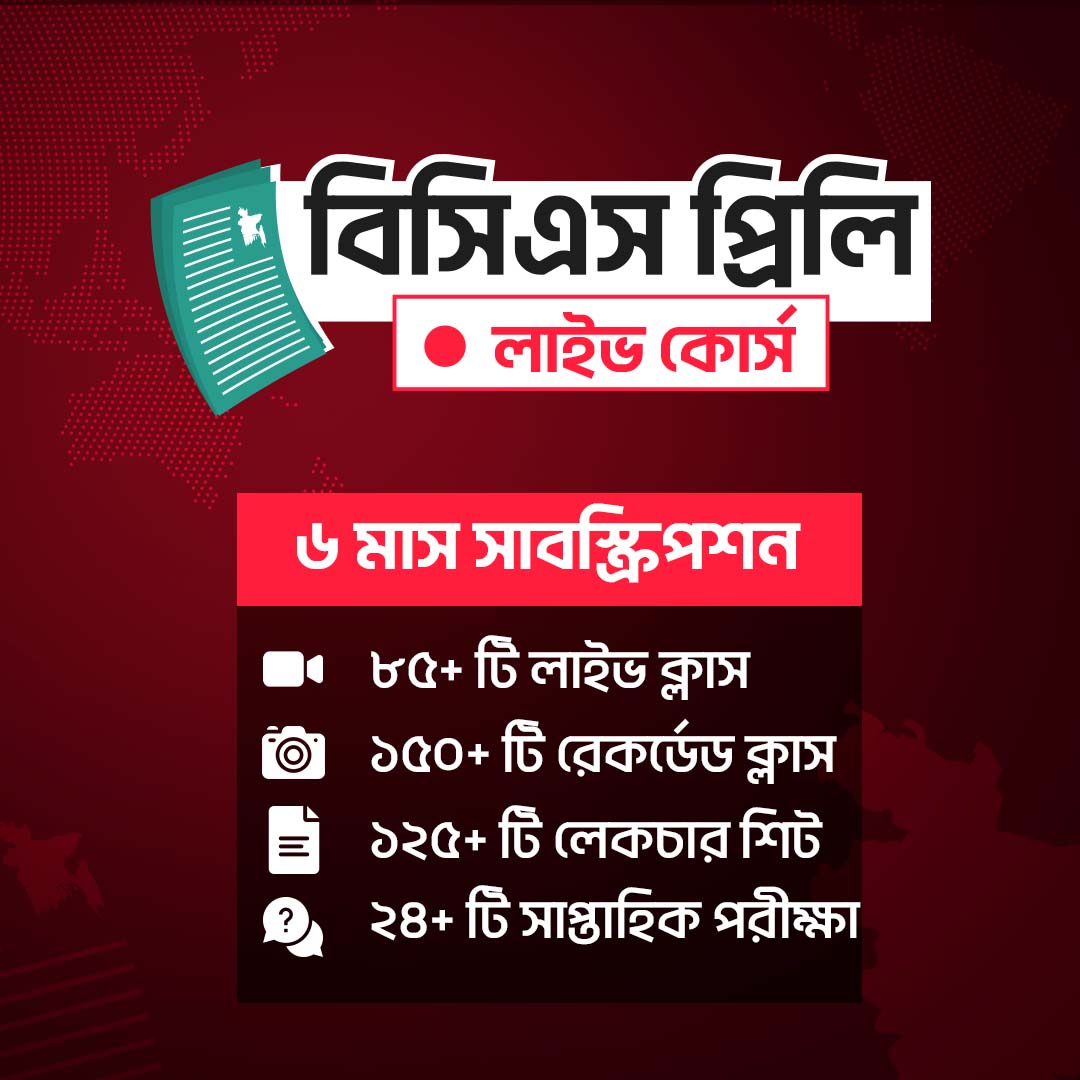 বিসিএস প্রিলি
লাইভ কোর্স
৬ মাস সাবস্ক্রিপশন
৮৫+ টি লাইভ ক্লাস
১৫০+ টি রেকর্ডেড ক্লাস
১২৫+ টি লেকচার শিট
২৪+ টি সাপ্তাহিক পরীক্ষা